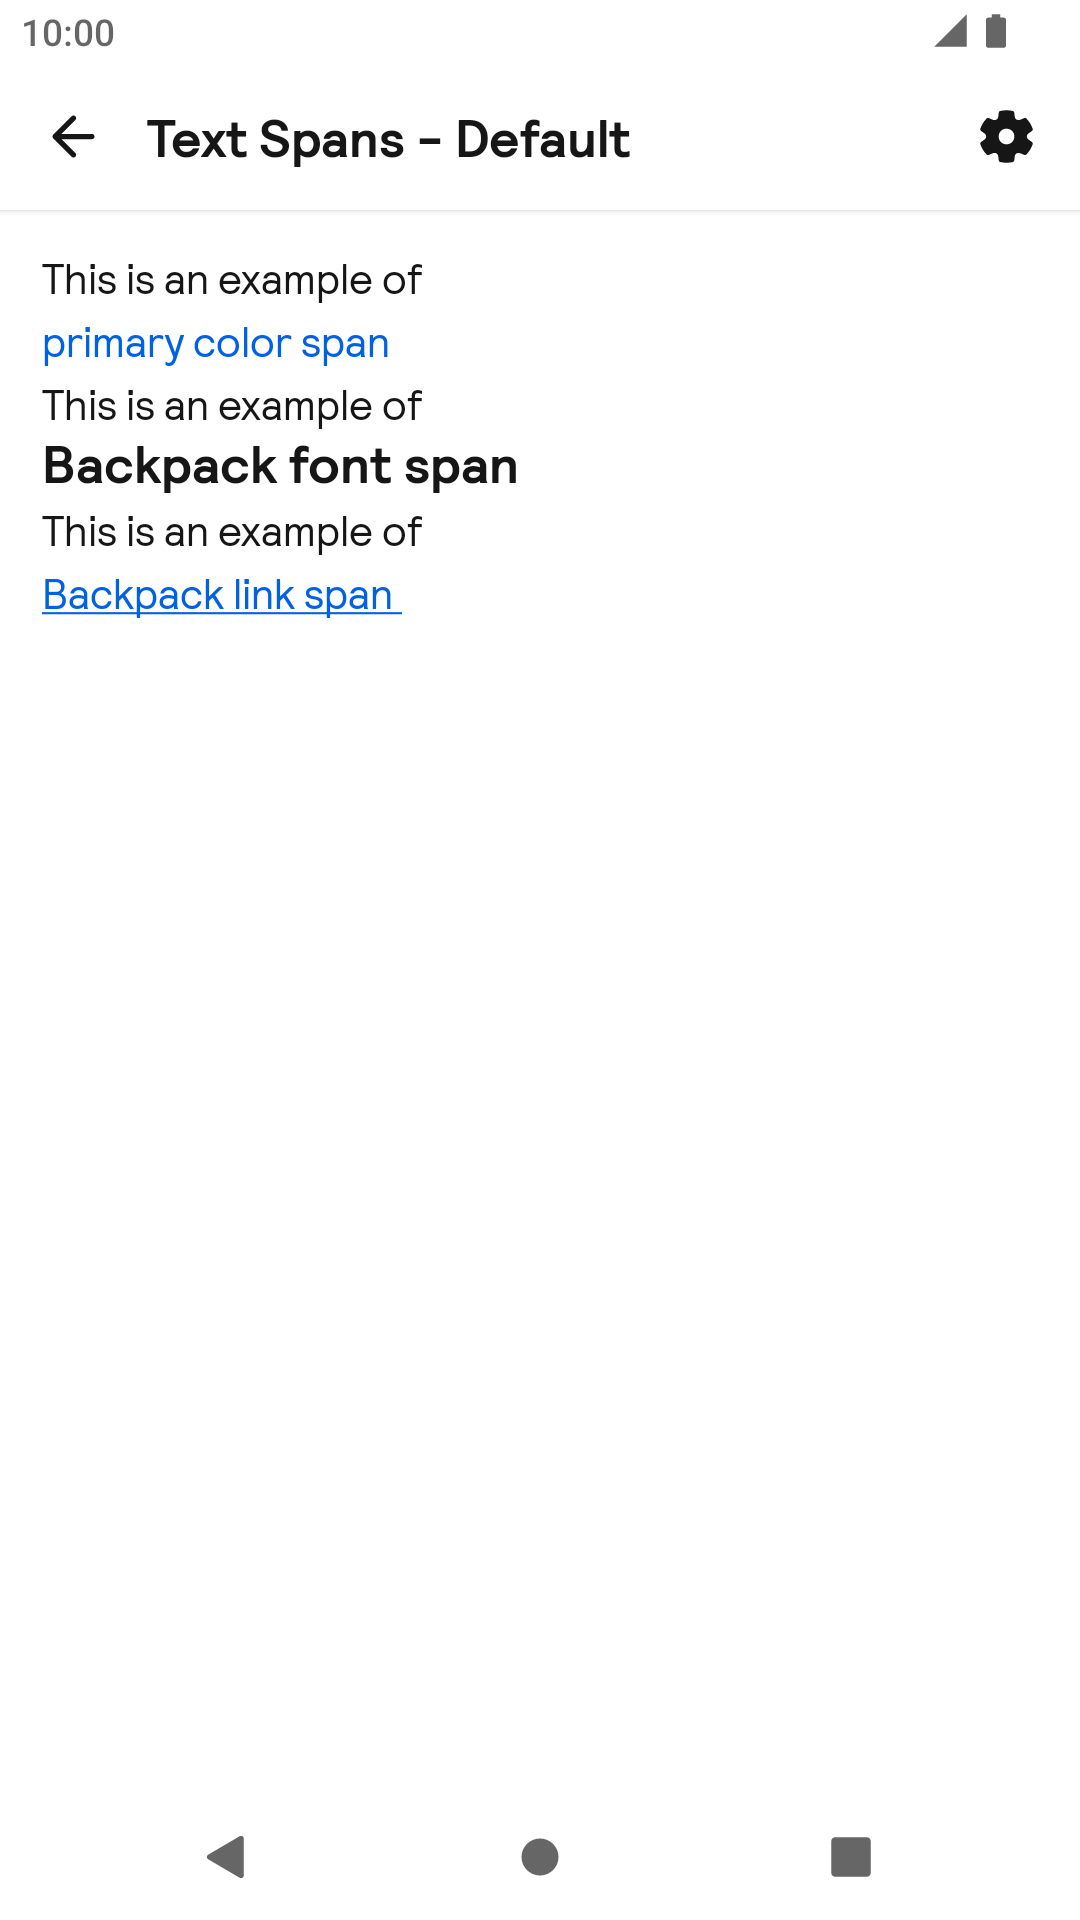 10:00
Text Spans - Default
This is an example of
primary color span
This is an example of
Backpack font span
This is an example of
Backpack link span